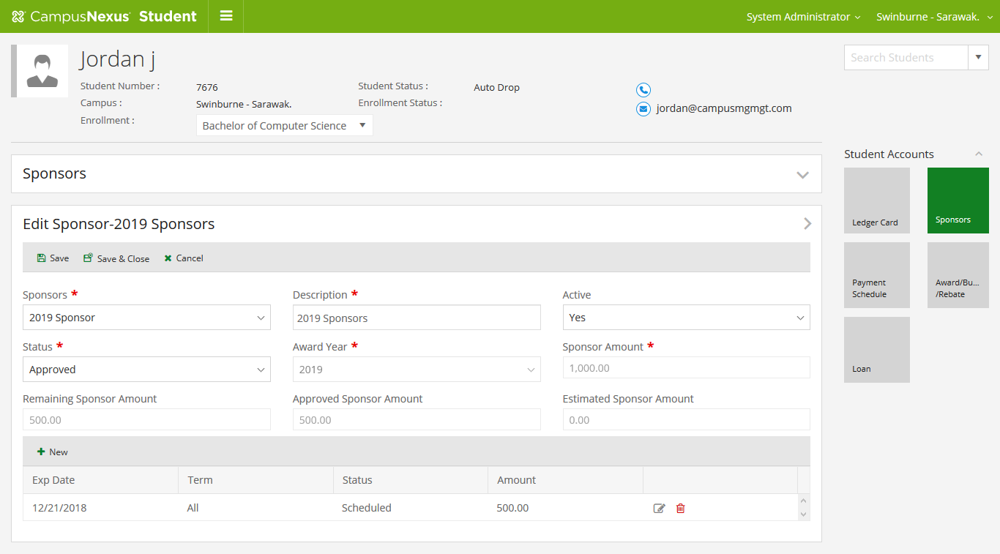 CampusNexus® Student
System Administrator
Swinburne - Sarawak.
Jordan j
Search Students
Student Number :
7676
Student Status :
Auto Drop
Campus :
Swinburne - Sarawak.
Enrollment Status :
jordan@campusmgmgt.com
Enrollment :
Bachelor of Computer Science
Sponsors
Edit Sponsor-2019 Sponsors
Save
Save & Close
Cancel
Sponsors *
Description *
Active
2019 Sponsor
2019 Sponsors
Yes
Status *
Award Year *
Sponsor Amount *
Approved
2019
1,000.00
Remaining Sponsor Amount
Approved Sponsor Amount
Estimated Sponsor Amount
500.00
500.00
0.00
New
Exp Date
Term
Status
Amount
12/21/2018
All
Scheduled
500.00
Student Accounts
Ledger Card
Sponsors
Payment
Schedule
Award/Bu...
/Rebate
Loan